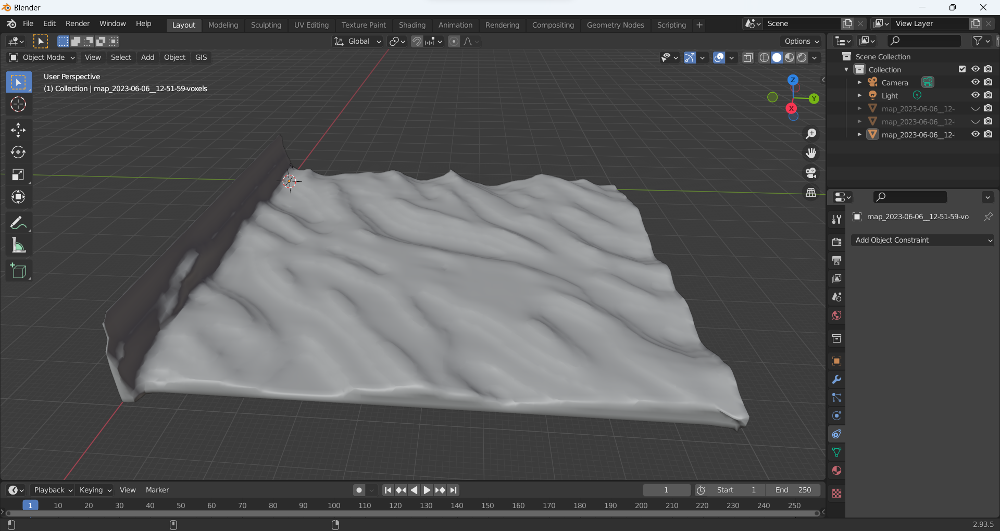 Blender
File Edit Render Window Help Layout Modeling Sculpting UV Editing Texture Paint Shading Animation Rendering Compositing Geometry Nodes Scripting + Scene View Layer
Global Options
Object Mode View Select Add Object GIS
User Perspective
(1) Collection | map_2023-06-06__12-51-59-voxels
Z
Y
X
Scene Collection
Collection
Camera
Light
map_2023-06-06__12-
map_2023-06-06__12-
map_2023-06-06__12-
map_2023-06-06__12-51-59-vo
Add Object Constraint
Playback Keying View Marker 1 Start 1 End 250
1 10 20 30 40 50 60 70 80 90 100 110 120 130 140 150 160 170 180 190 200 210 220 230 240 250
2.93.5